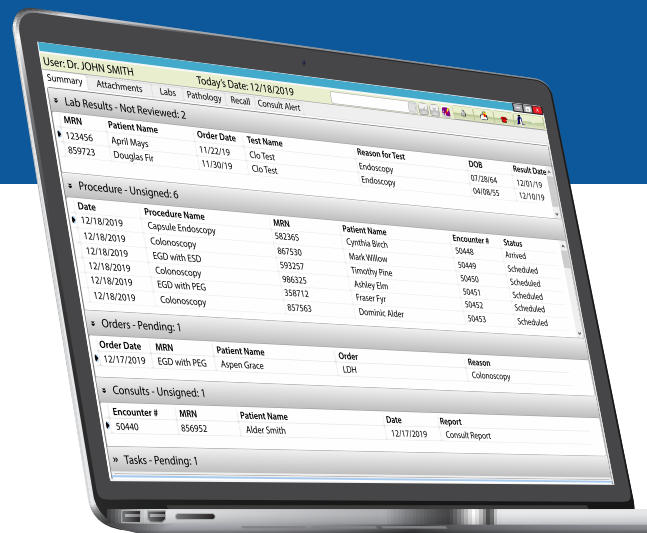 User: Dr. JOHN SMITH Today's Date: 12/18/2019
Summary Attachments Labs Pathology Recall Consult Alert
Lab Results - Not Reviewed: 2
MRN Patient Name Order Date Test Name Reason for Test DOB Result Date
123456 April Mays 11/22/19 Clo Test Endoscopy 07/28/64 12/01/19
859723 Douglas Fir 11/30/19 Clo Test Endoscopy 04/08/55 12/10/19
Procedure - Unsigned: 6
Date Procedure Name MRN Patient Name Encounter # Status
12/18/2019 Capsule Endoscopy 582365 Cynthia Birch 50448 Arrived
12/18/2019 Colonoscopy 867530 Mark Willow 50449 Scheduled
12/18/2019 EGD with ESD 593257 Timothy Pine 50450 Scheduled
12/18/2019 Colonoscopy 986325 Ashley Elm 50451 Scheduled
12/18/2019 EGD with PEG 358712 Fraser Fyr 50452 Scheduled
12/18/2019 Colonoscopy 857563 Dominic Alder 50453 Scheduled
Orders - Pending: 1
Order Date MRN Patient Name Order Reason
12/17/2019 EGD with PEG Aspen Grace LDH Colonoscopy
Consults - Unsigned: 1
Encounter # MRN Patient Name Date Report
50440 856952 Alder Smith 12/17/2019 Consult Report
Tasks - Pending: 1